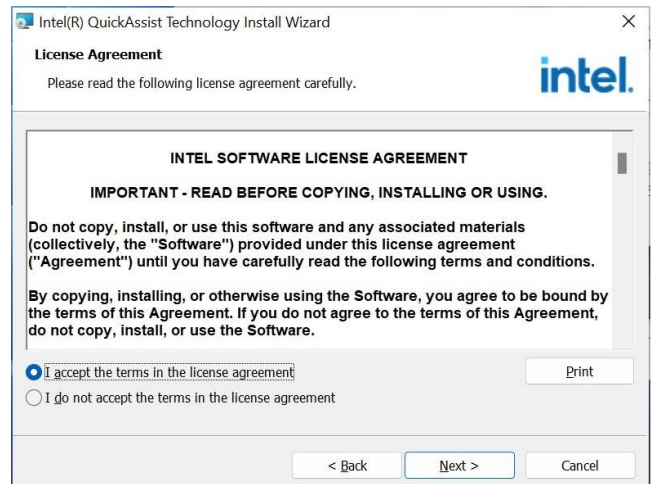 Intel(R) QuickAssist Technology Install Wizard
License Agreement
Please read the following license agreement carefully.
intel.
INTEL SOFTWARE LICENSE AGREEMENT
IMPORTANT - READ BEFORE COPYING, INSTALLING OR USING.
Do not copy, install, or use this software and any associated materials
(collectively, the "Software") provided under this license agreement
("Agreement") until you have carefully read the following terms and conditions.
By copying, installing, or otherwise using the Software, you agree to be bound by
the terms of this Agreement. If you do not agree to the terms of this Agreement,
do not copy, install, or use the Software.
I accept the terms in the license agreement
Print
I do not accept the terms in the license agreement
< Back
Next >
Cancel